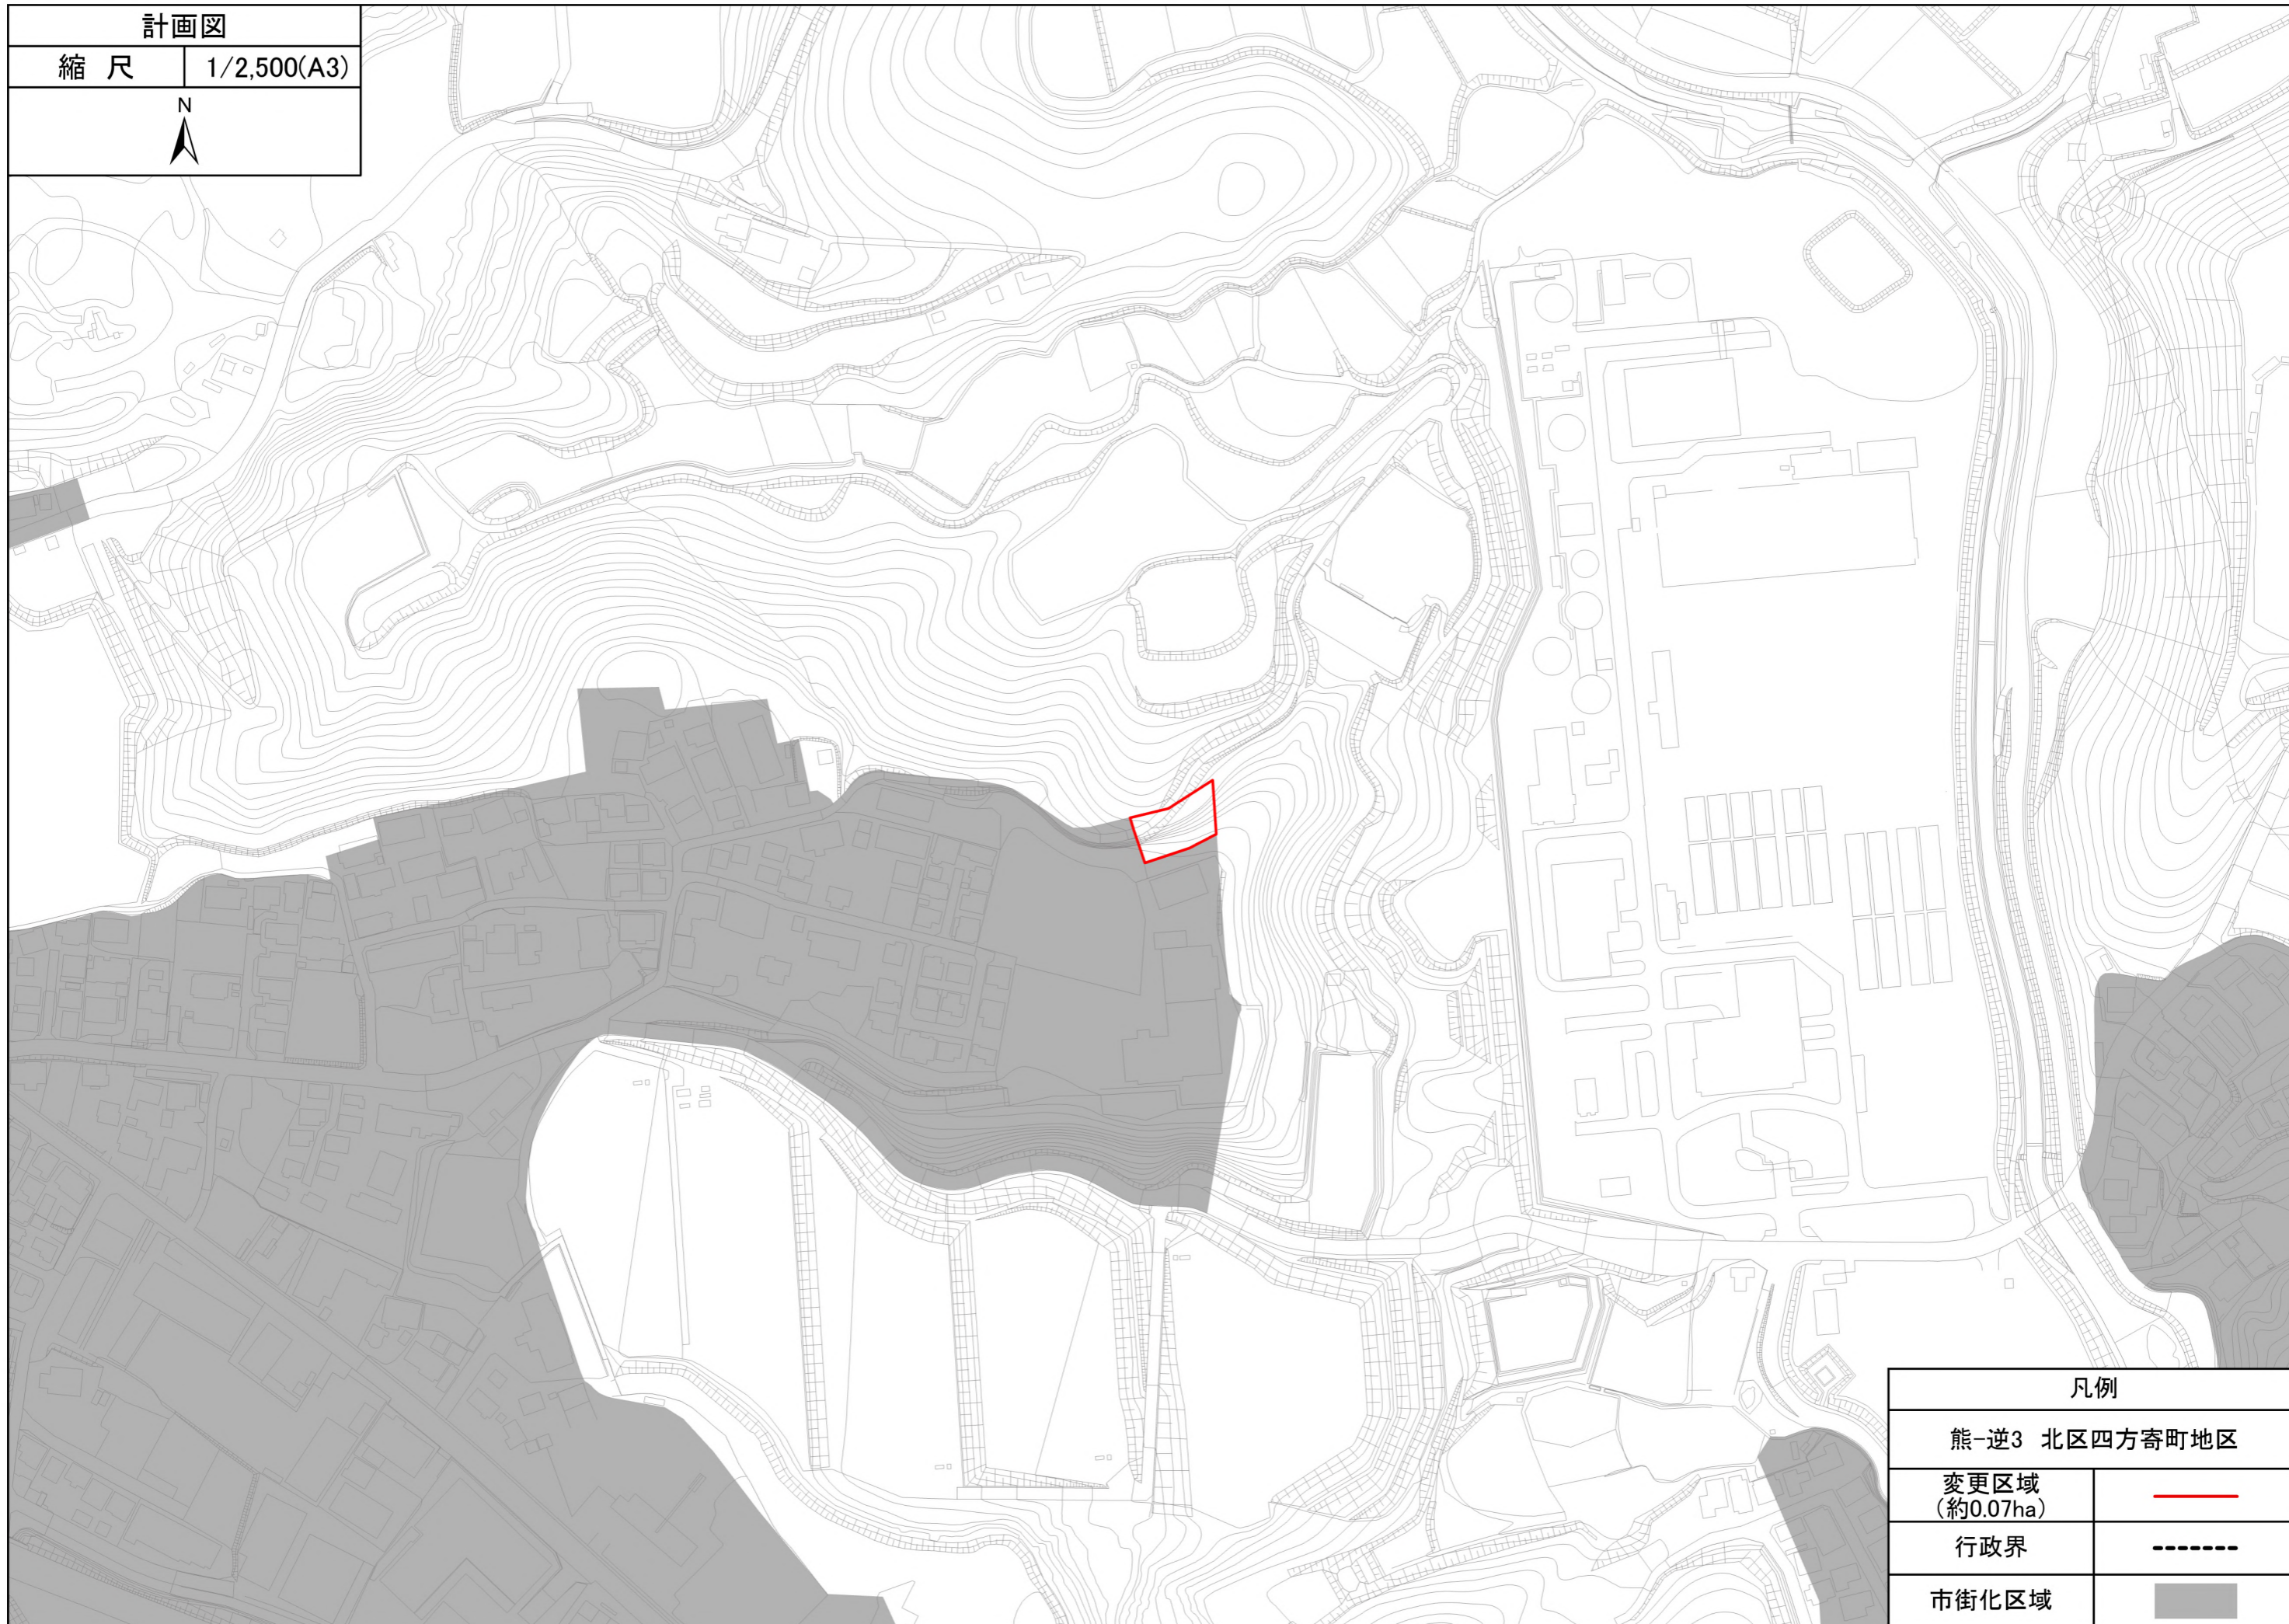 計画図
縮 尺 1/2,500(A3)
N
凡例
熊-逆3 北区四方寄町地区
変更区域
(約0.07ha)
行政界
市街化区域